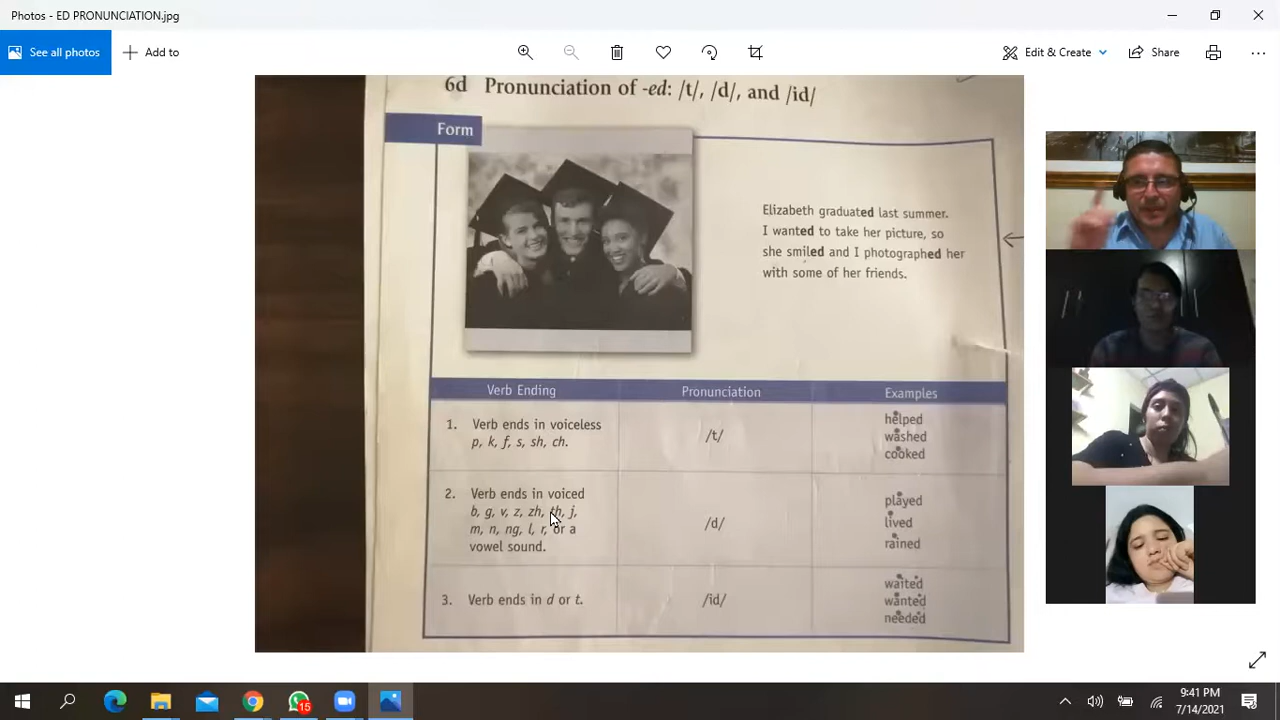 Photos - ED PRONUNCIATION.jpg
See all photos
Add to
Edit & Create
Share
6d Pronunciation of -ed: /t/, /d/, and /id/
Form
Elizabeth graduated last summer.
I wanted to take her picture, so
she smiled and I photographed her
with some of her friends.
Verb Ending Pronunciation Examples
1. Verb ends in voiceless
p, k, f, s, sh, ch.
/t/
helped
washed
cooked
2. Verb ends in voiced
b, g, v, z, zh, th, j,
m, n, ng, l, r, or a
vowel sound.
/d/
played
lived
rained
3. Verb ends in d or t.
/id/
waited
wanted
needed
15
9:41 PM
7/14/2021